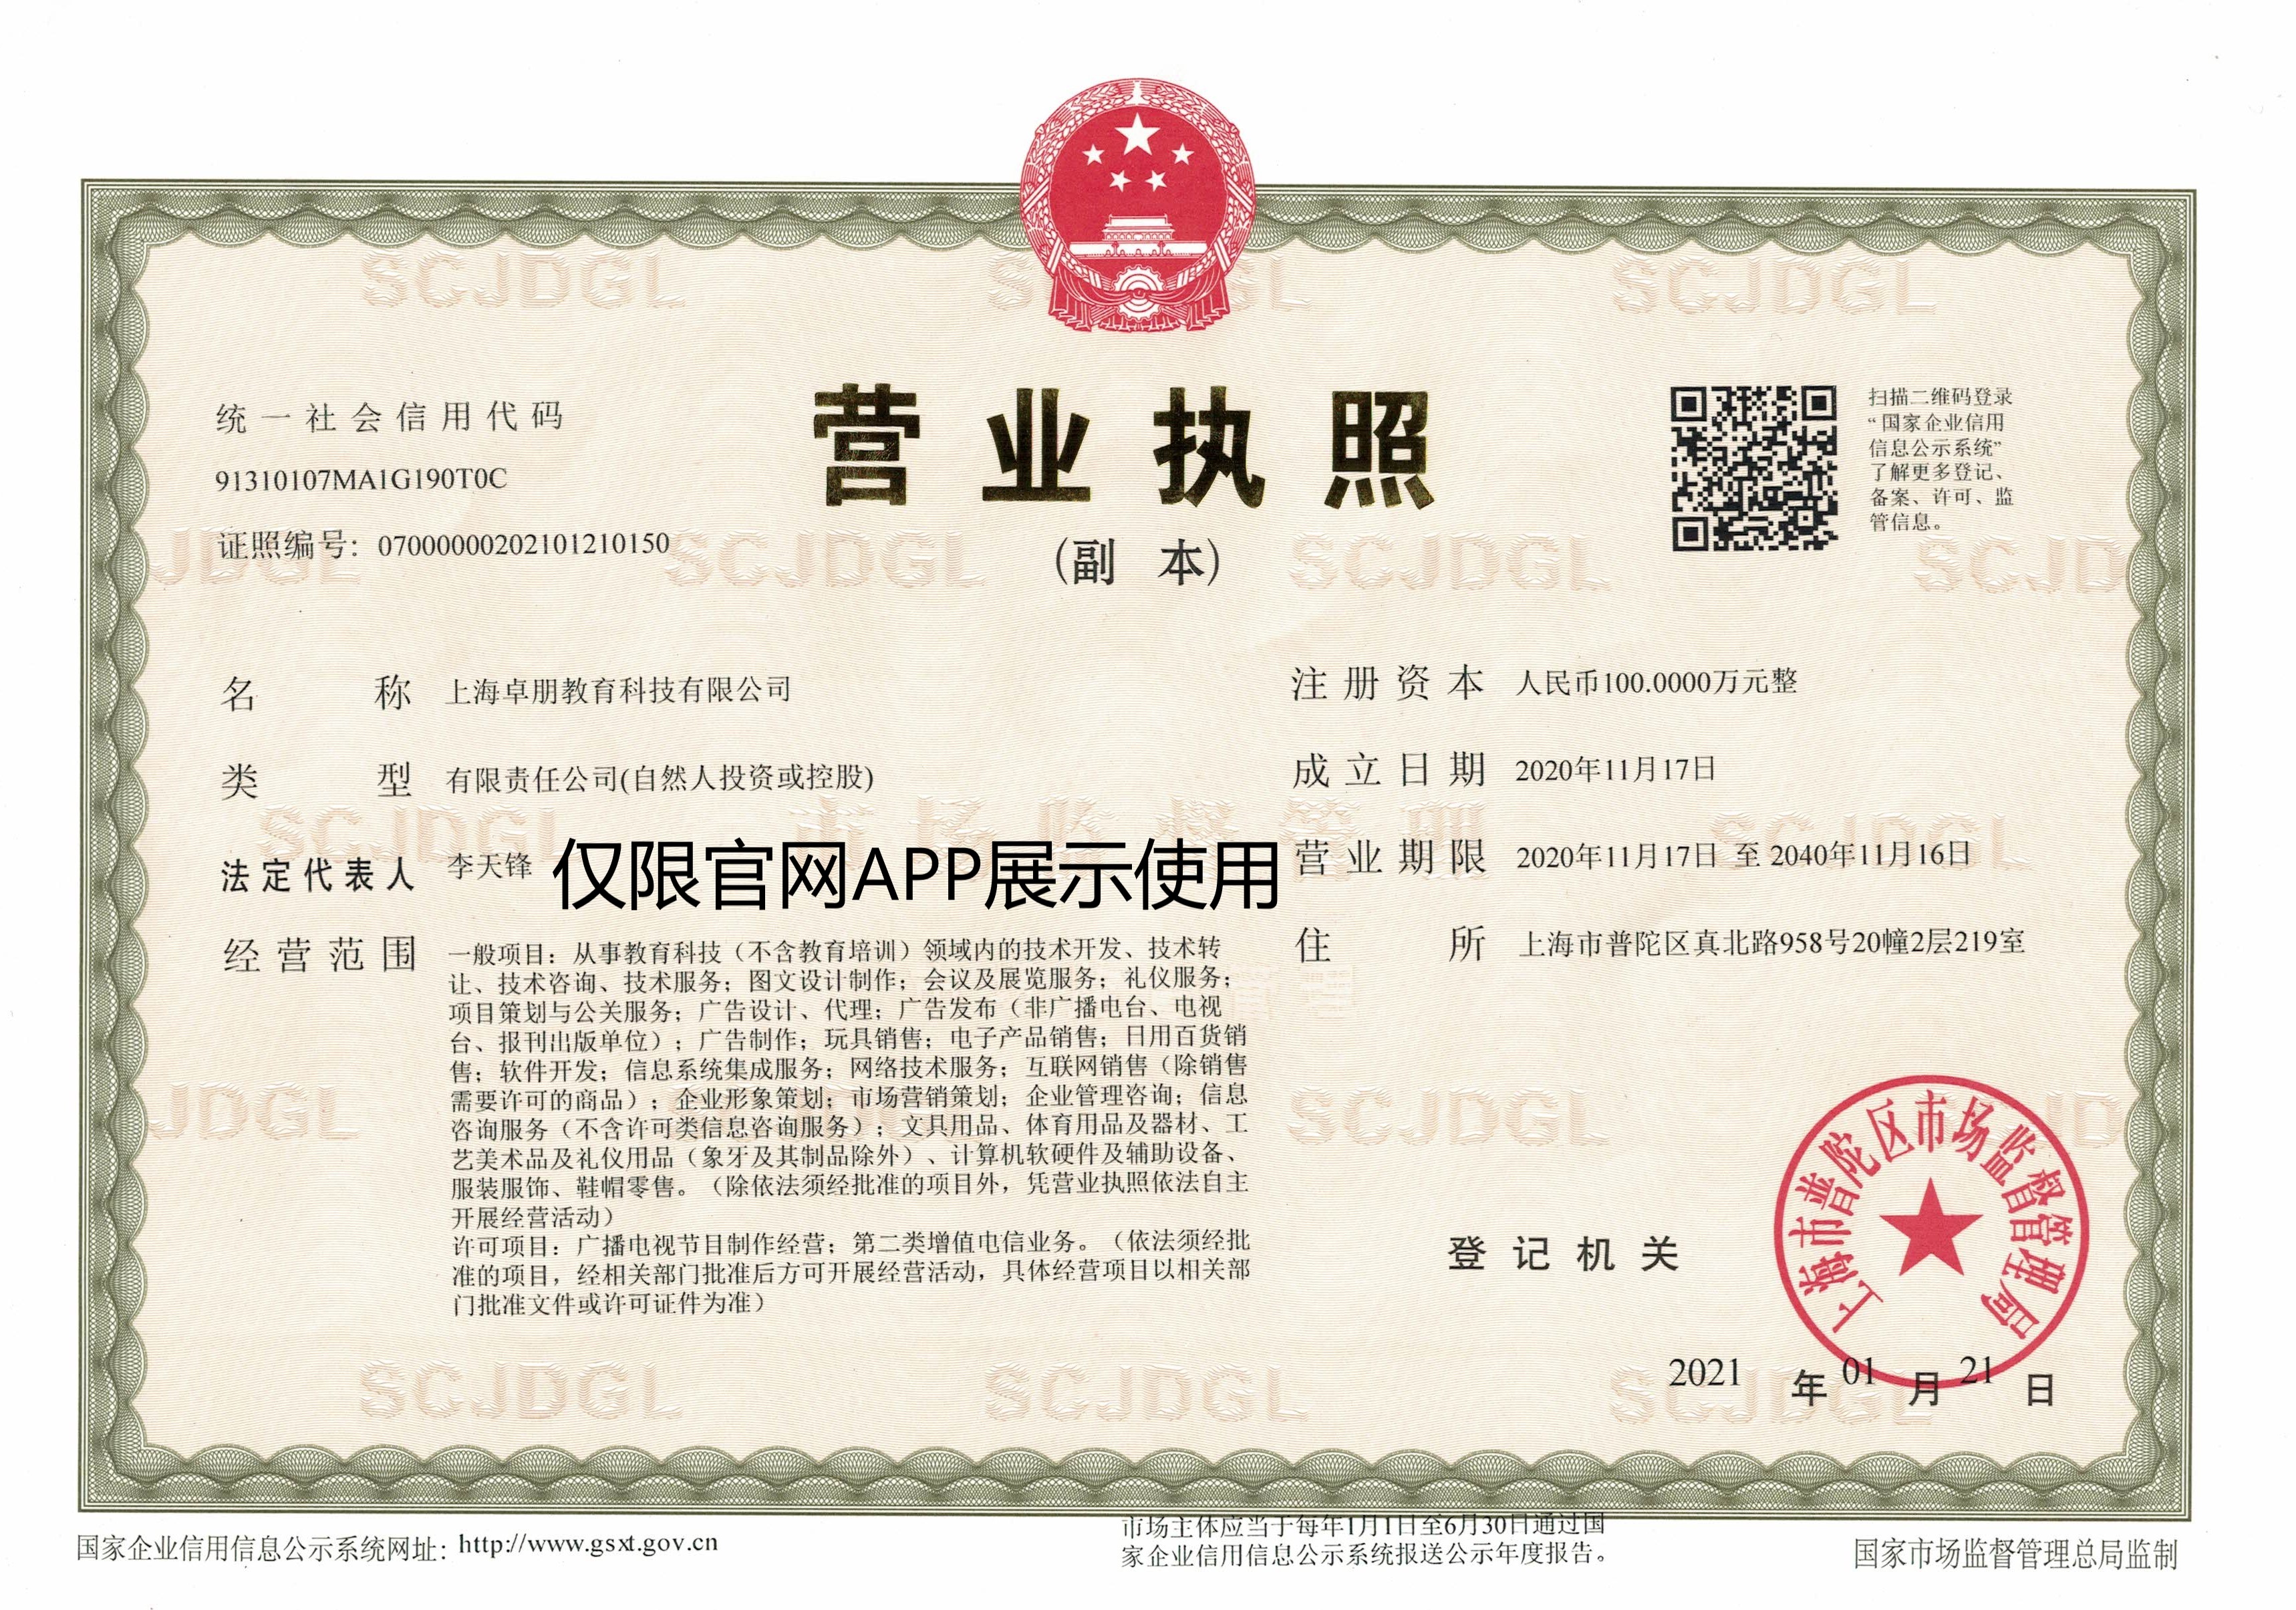 统一社会信用代码
91310107MA1G190T0C
证照编号：07000000202101210150
营业执照
（副 本）
扫描二维码登录
“国家企业信用
信息公示系统”
了解更多登记、
备案、许可、监
管信息。
名称 上海卓朋教育科技有限公司
类型 有限责任公司(自然人投资或控股)
法定代表人 李天锋
仅限官网APP展示使用
经营范围 一般项目：从事教育科技（不含教育培训）领域内的技术开发、技术转
让、技术咨询、技术服务；图文设计制作；会议及展览服务；礼仪服务；
项目策划与公关服务；广告设计、代理；广告发布（非广播电台、电视
台、报刊出版单位）；广告制作；玩具销售；电子产品销售；日用百货销
售；软件开发；信息系统集成服务；网络技术服务；互联网销售（除销售
需要许可的商品）；企业形象策划；市场营销策划；企业管理咨询；信息
咨询服务（不含许可类信息咨询服务）；文具用品、体育用品及器材、工
艺美术品及礼仪用品（象牙及其制品除外）、计算机软硬件及辅助设备、
服装服饰、鞋帽零售。（除依法须经批准的项目外，凭营业执照依法自主
开展经营活动）
许可项目：广播电视节目制作经营；第二类增值电信业务。（依法须经批
准的项目，经相关部门批准后方可开展经营活动，具体经营项目以相关部
门批准文件或许可证件为准）
注册资本 人民币100.0000万元整
成立日期 2020年11月17日
营业期限 2020年11月17日 至 2040年11月16日
住所 上海市普陀区真北路958号20幢2层219室
登记机关
上海市普陀区市场监督管理局
2021 年 01 月 21 日
国家企业信用信息公示系统网址：http://www.gsxt.gov.cn
市场主体应当于每年1月1日至6月30日通过国
家企业信用信息公示系统报送公示年度报告。
国家市场监督管理总局监制
SCJDGL
市场监督管理